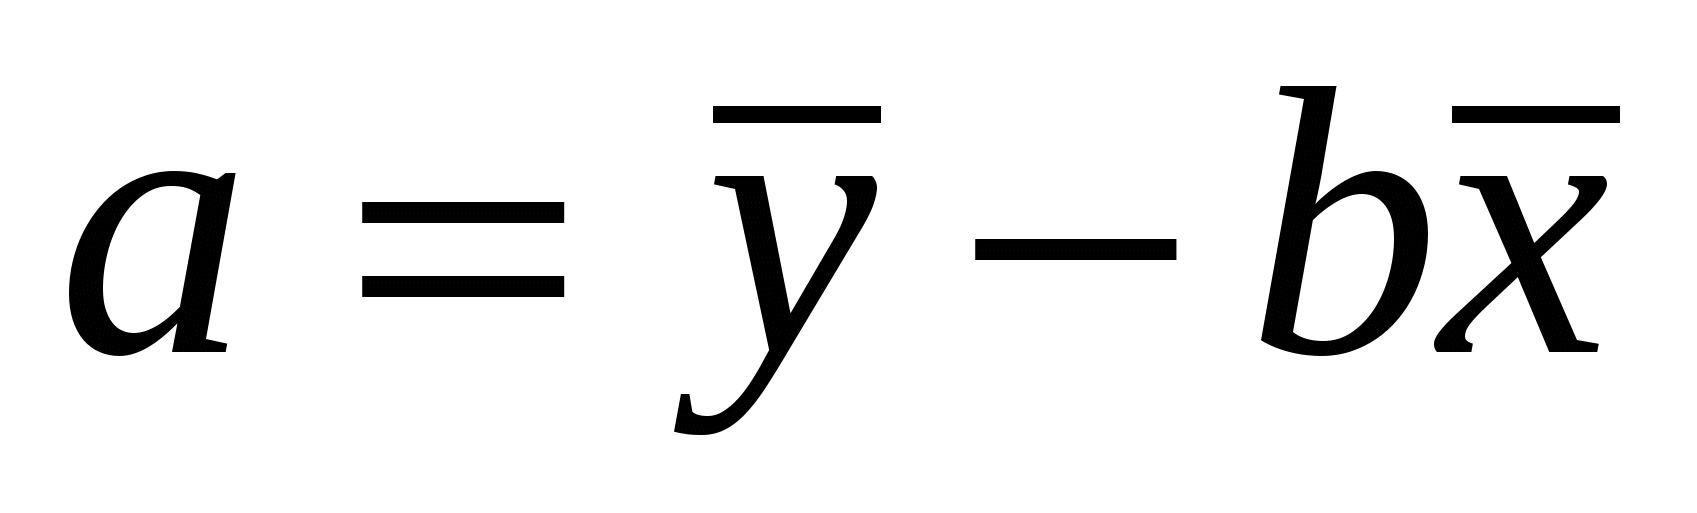 a = y̅ − bx̅